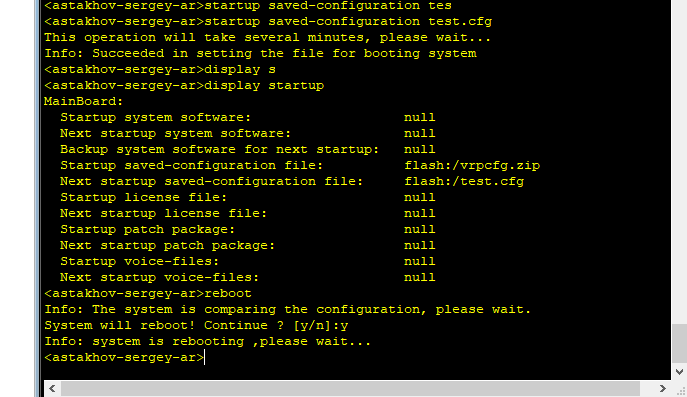 <astakhov-sergey-ar>startup saved-configuration tes
<astakhov-sergey-ar>startup saved-configuration test.cfg
This operation will take several minutes, please wait...
Info: Succeeded in setting the file for booting system
<astakhov-sergey-ar>display s
<astakhov-sergey-ar>display startup
MainBoard:
  Startup system software:                   null
  Next startup system software:              null
  Backup system software for next startup:   null
  Startup saved-configuration file:          flash:/vrpcfg.zip
  Next startup saved-configuration file:     flash:/test.cfg
  Startup license file:                      null
  Next startup license file:                 null
  Startup patch package:                     null
  Next startup patch package:                null
  Startup voice-files:                       null
  Next startup voice-files:                  null
<astakhov-sergey-ar>reboot
Info: The system is comparing the configuration, please wait.
System will reboot! Continue ? [y/n]:y
Info: system is rebooting ,please wait...
<astakhov-sergey-ar>